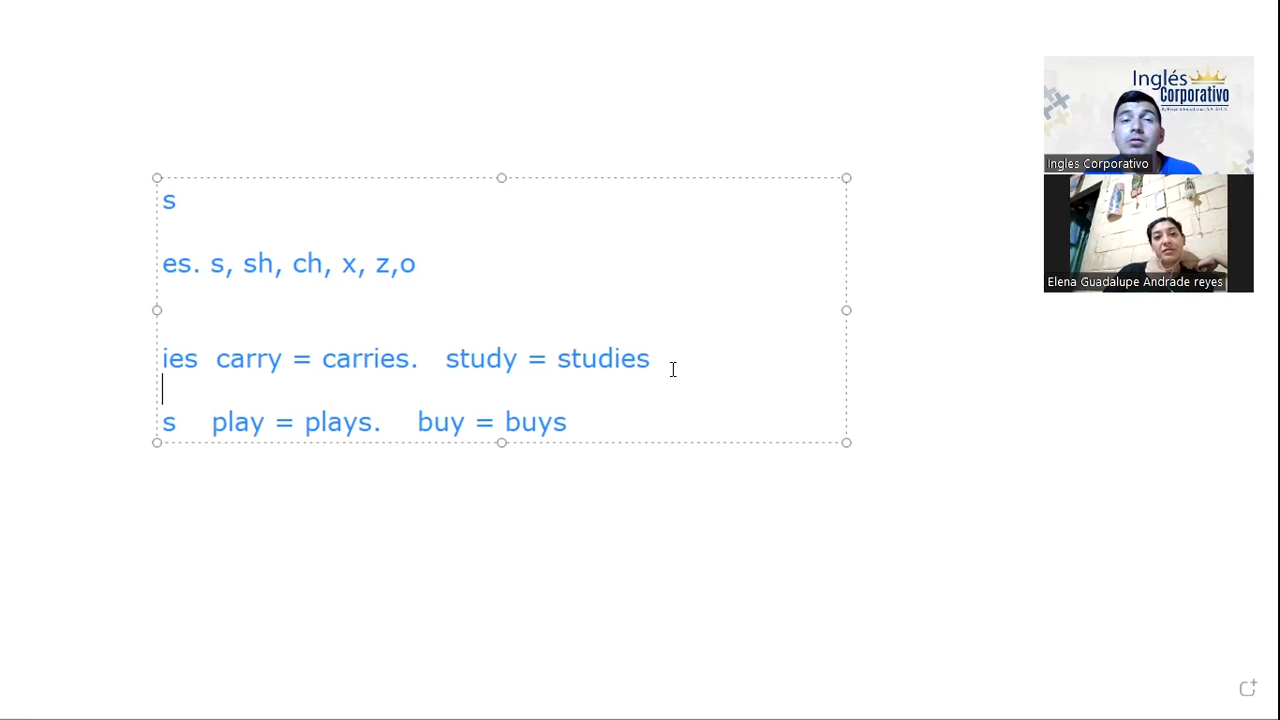 s
es. s, sh, ch, x, z,o
ies  carry = carries.   study = studies
s    play = plays.    buy = buys
Inglés
Corporativo
Ingles Corporativo
Elena Guadalupe Andrade reyes